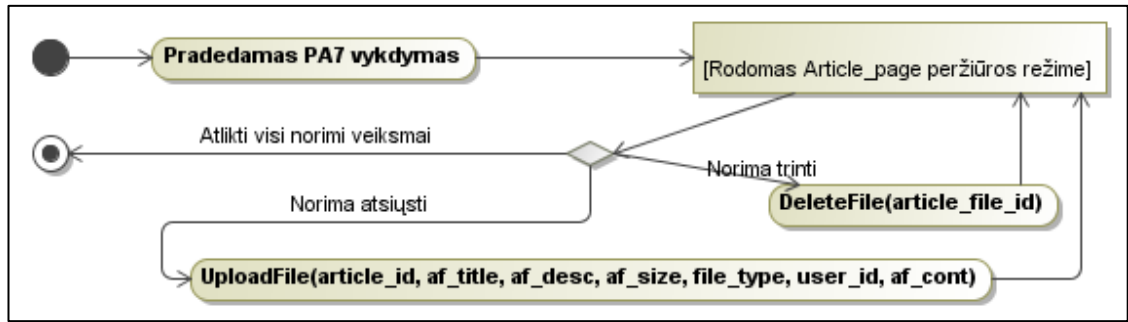 Pradedamas PA7 vykdymas
[Rodomas Article_page peržiūros režime]
Atlikti visi norimi veiksmai
Norima trinti
DeleteFile(article_file_id)
Norima atsiųsti
UploadFile(article_id, af_title, af_desc, af_size, file_type, user_id, af_cont)